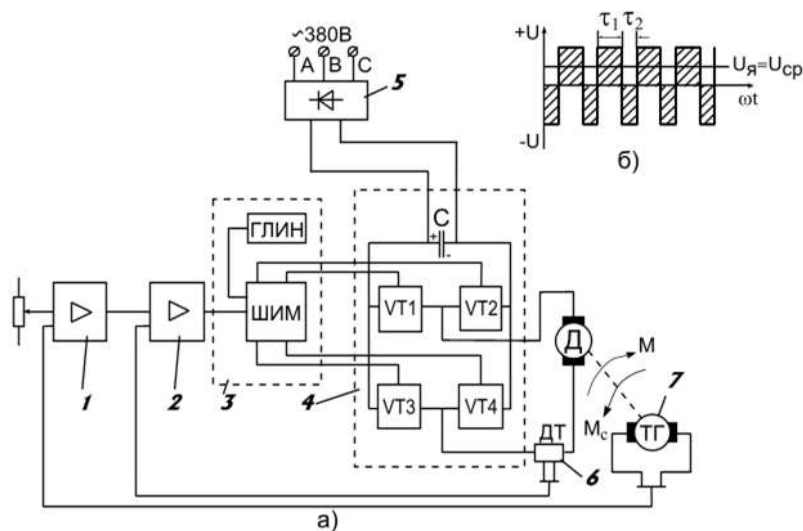 ~380В
А В С
5
+U
τ₁ τ₂
Uя=Uср
ωt
-U
б)
ГЛИН
ШИМ
С
+ -
VT1 VT2
VT3 VT4
1
2
3
4
Д
М
Мс
7
ТГ
ДТ
6
а)